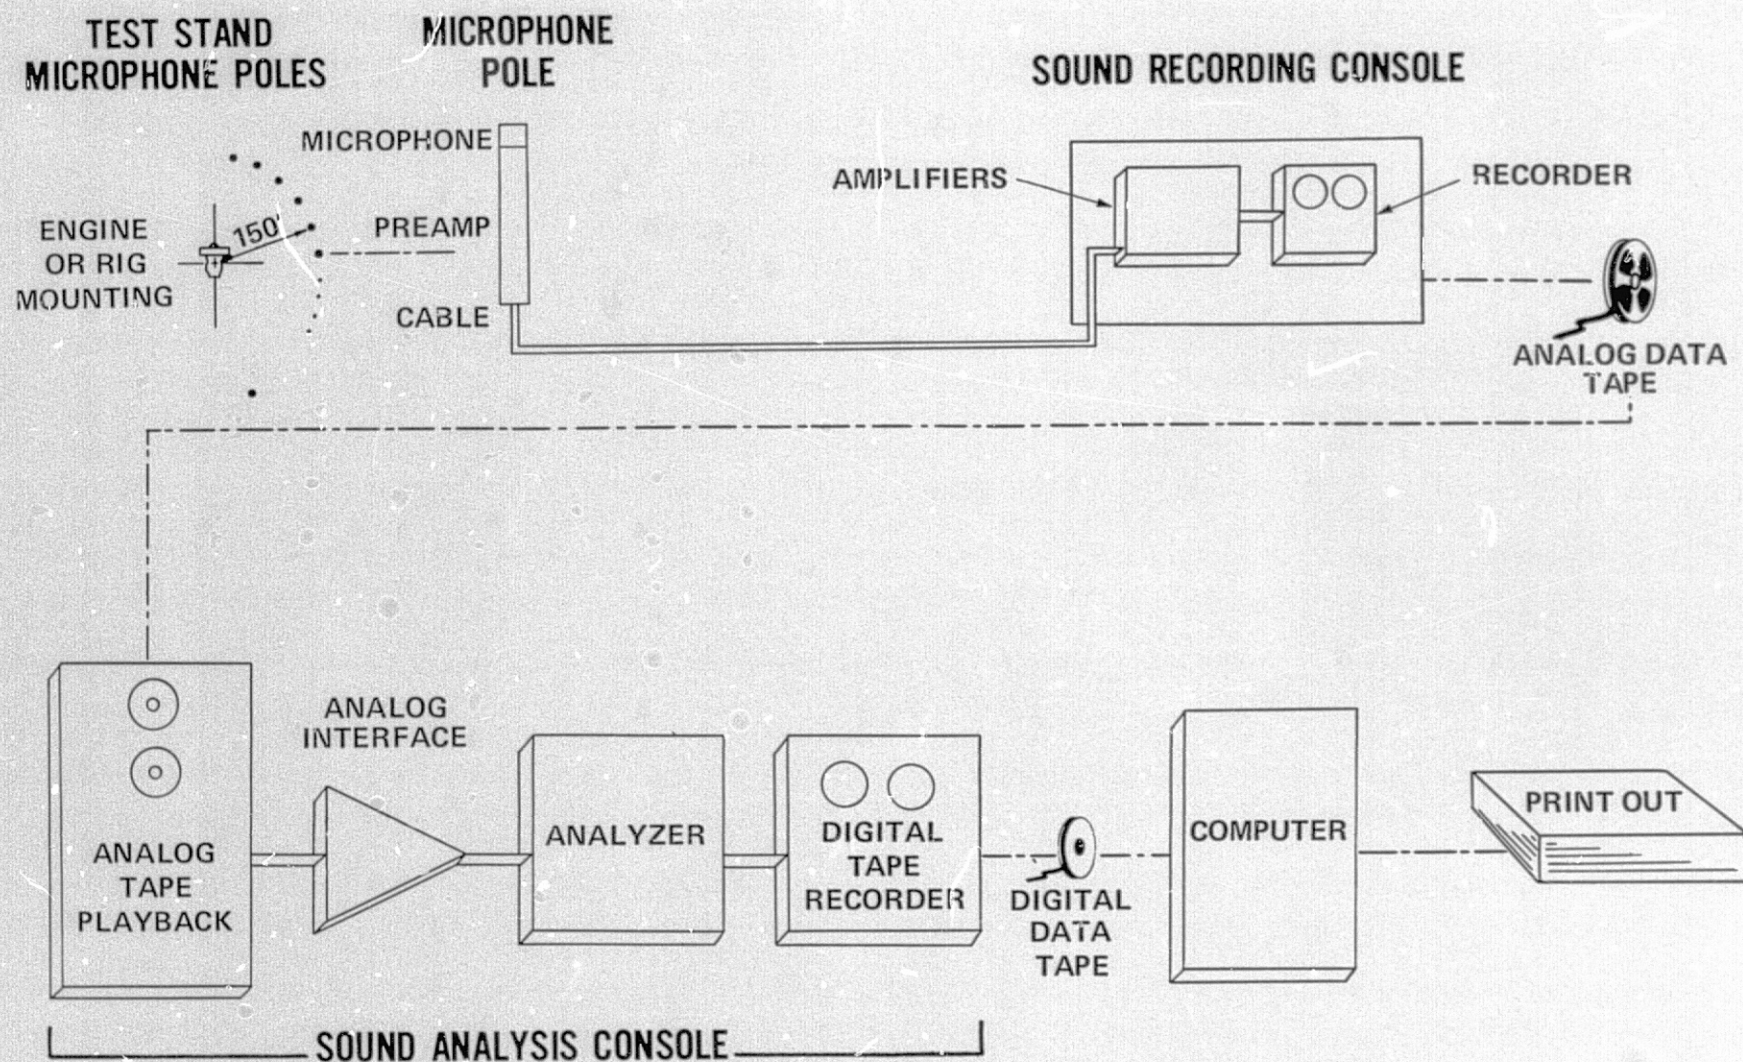 TEST STAND
MICROPHONE POLES
MICROPHONE
POLE
SOUND RECORDING CONSOLE
MICROPHONE
PREAMP
CABLE
ENGINE
OR RIG
MOUNTING
150'
AMPLIFIERS
RECORDER
ANALOG DATA
TAPE
ANALOG
TAPE
PLAYBACK
ANALOG
INTERFACE
ANALYZER
DIGITAL
TAPE
RECORDER
DIGITAL
DATA
TAPE
COMPUTER
PRINT OUT
SOUND ANALYSIS CONSOLE